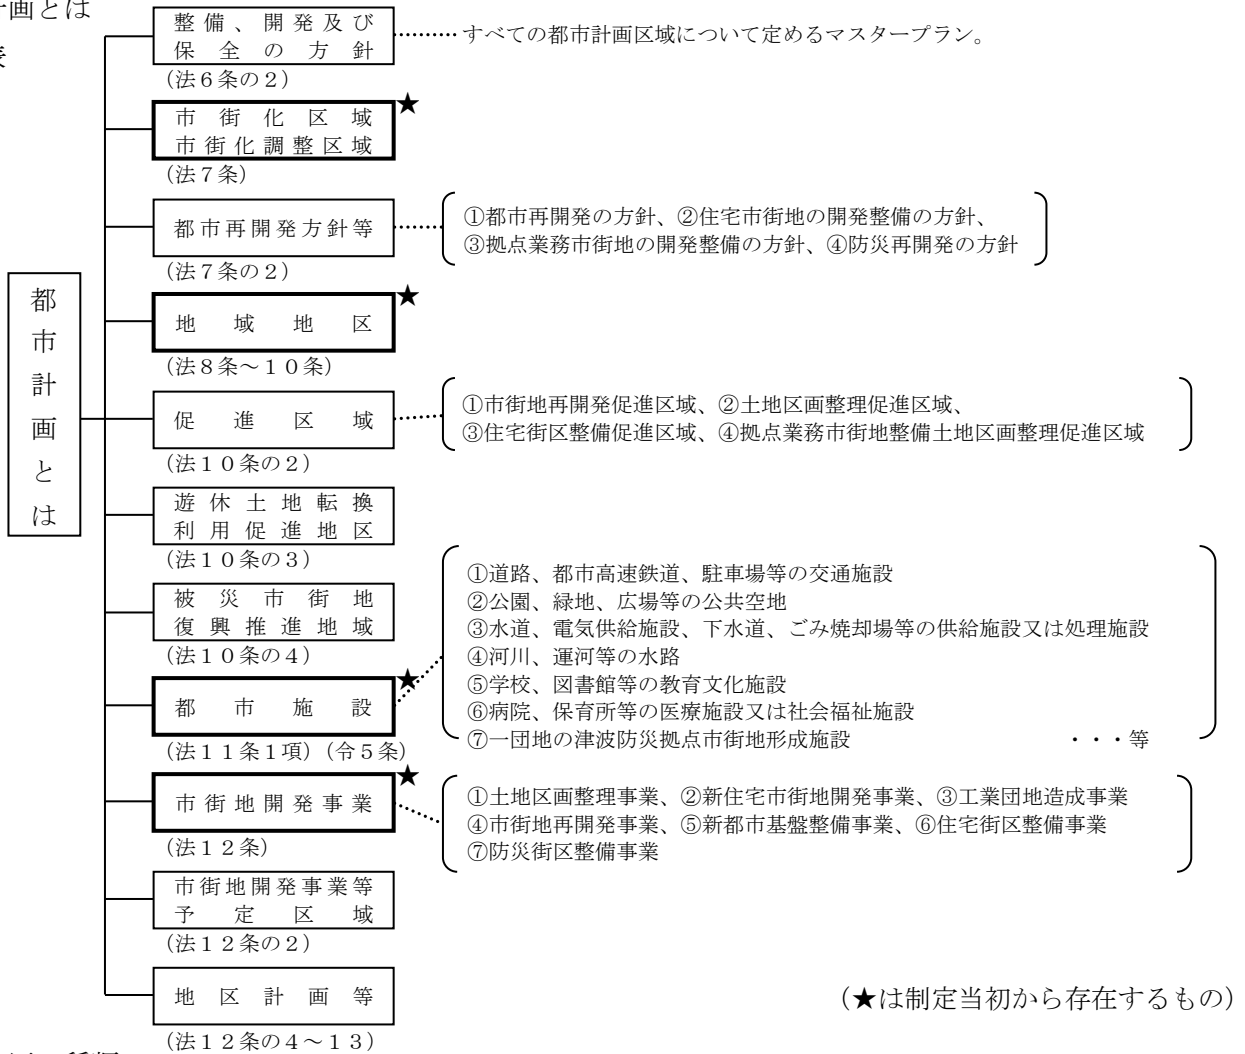 計画とは
都市計画とは
整備、開発及び
保全の方針
すべての都市計画区域について定めるマスタープラン。
(法6条の2)
★
市街化区域
市街化調整区域
(法7条)
都市再開発方針等
①都市再開発の方針、②住宅市街地の開発整備の方針、
③拠点業務市街地の開発整備の方針、④防災再開発の方針
(法7条の2)
★
地域地区
(法8条～10条)
促進区域
①市街地再開発促進区域、②土地区画整理促進区域、
③住宅街区整備促進区域、④拠点業務市街地整備土地区画整理促進区域
(法10条の2)
遊休土地転換
利用促進地区
(法10条の3)
被災市街地
復興推進地域
(法10条の4)
★
都市施設
(法11条1項)(令5条)
①道路、都市高速鉄道、駐車場等の交通施設
②公園、緑地、広場等の公共空地
③水道、電気供給施設、下水道、ごみ焼却場等の供給施設又は処理施設
④河川、運河等の水路
⑤学校、図書館等の教育文化施設
⑥病院、保育所等の医療施設又は社会福祉施設
⑦一団地の津波防災拠点市街地形成施設 ・・・等
★
市街地開発事業
①土地区画整理事業、②新住宅市街地開発事業、③工業団地造成事業
④市街地再開発事業、⑤新都市基盤整備事業、⑥住宅街区整備事業
⑦防災街区整備事業
(法12条)
市街地開発事業等
予定区域
(法12条の2)
地区計画等
(法12条の4～13)
(★は制定当初から存在するもの)